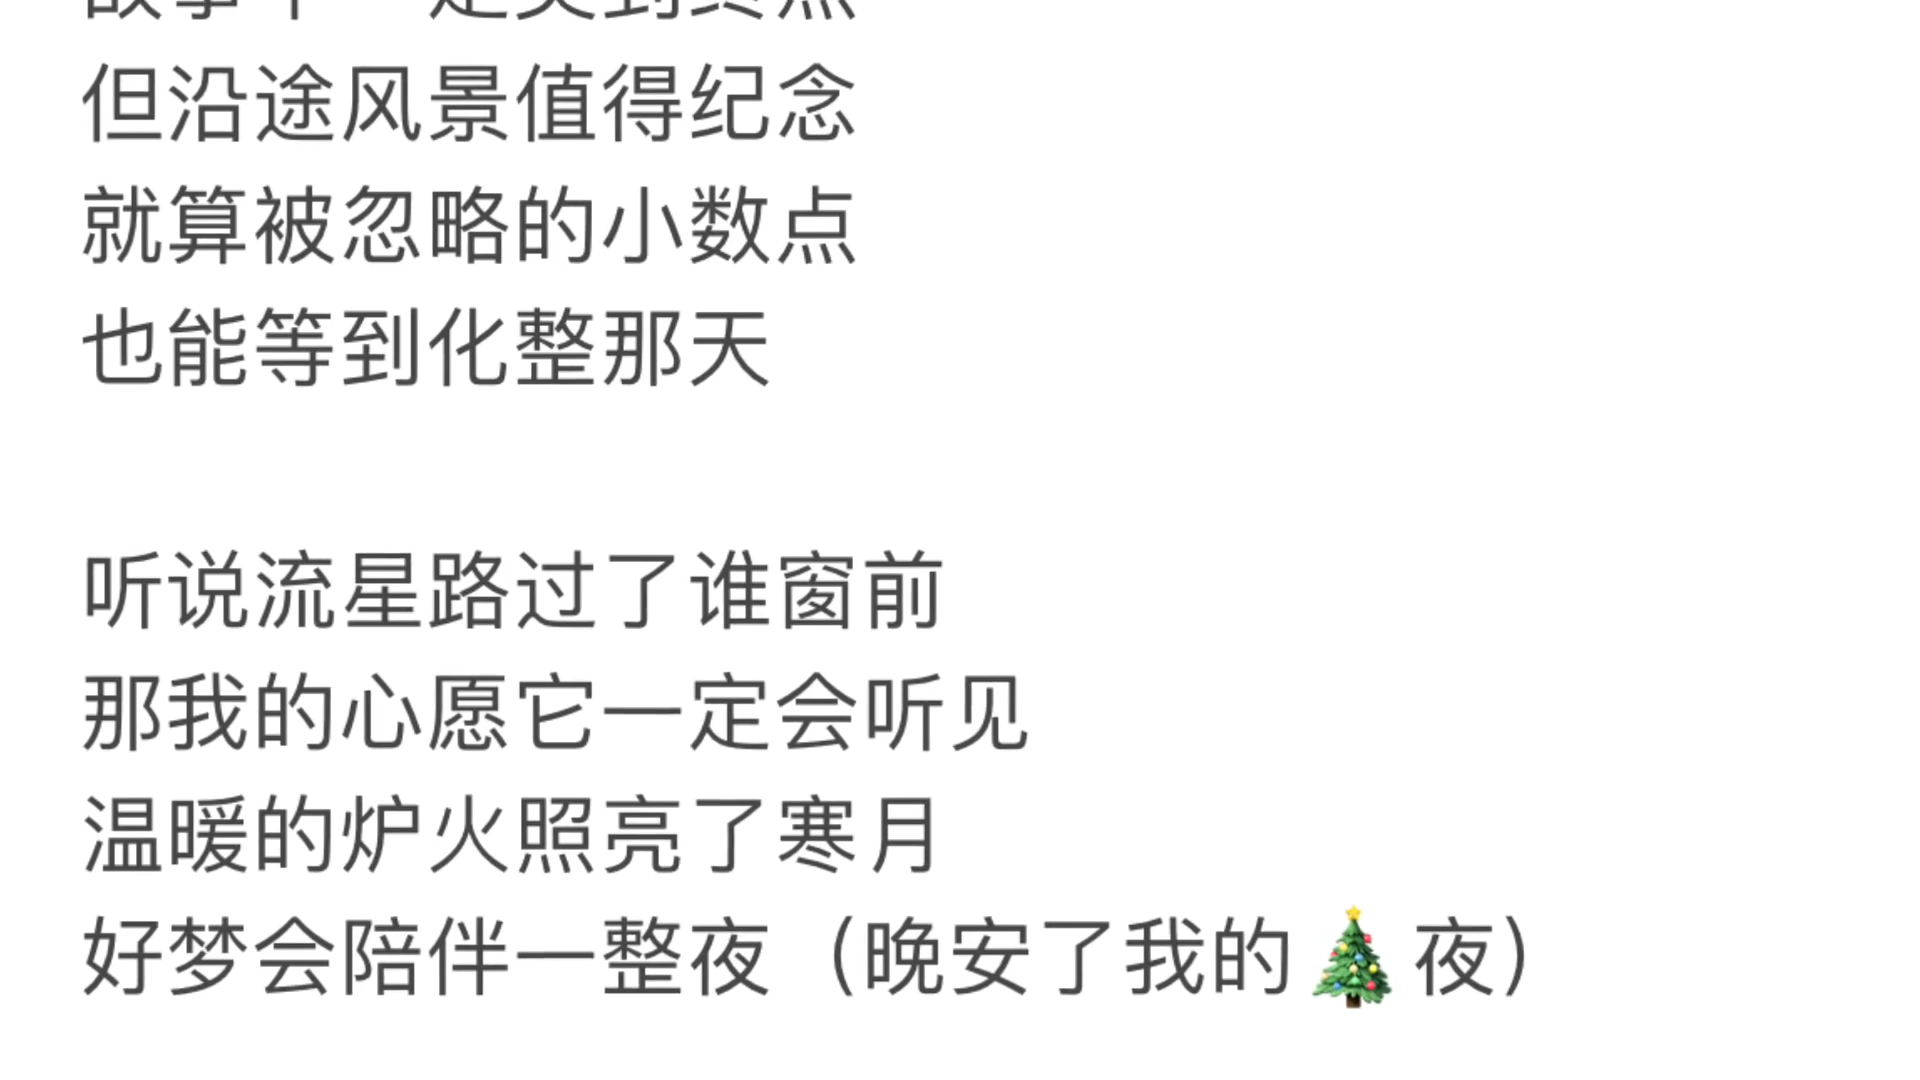 但沿途风景值得纪念
就算被忽略的小数点
也能等到化整那天
听说流星路过了谁窗前
那我的心愿它一定会听见
温暖的炉火照亮了寒月
好梦会陪伴一整夜（晚安了我的🎄夜）